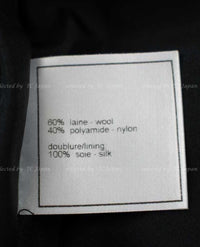 60% laine - wool
40% polyamide - nylon
doublure/lining
100% soie - silk